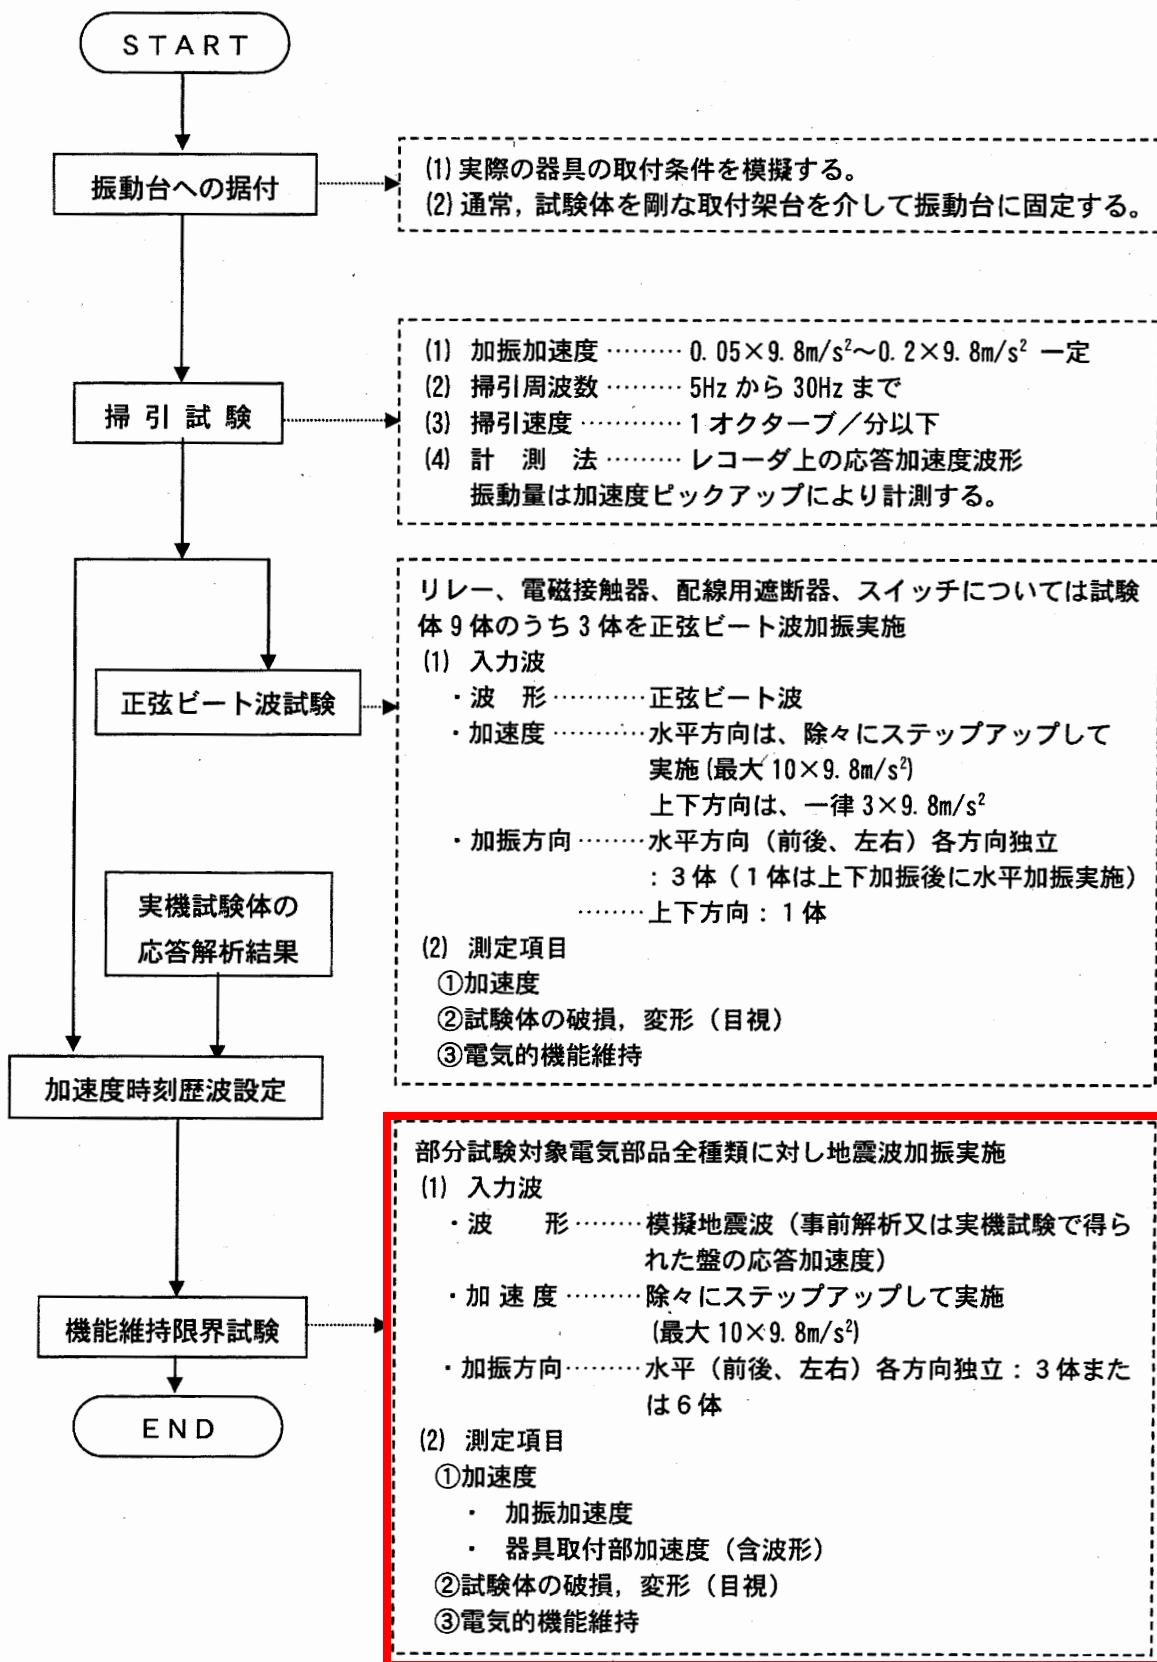 START
振動台への据付
(1) 実際の器具の取付条件を模擬する。
(2) 通常，試験体を剛な取付架台を介して振動台に固定する。
掃引試験
(1) 加振加速度 ……… 0.05×9.8m/s²～0.2×9.8m/s² 一定
(2) 掃引周波数 ……… 5Hz から 30Hz まで
(3) 掃引速度 ………… 1オクターブ／分以下
(4) 計　測　法 ……… レコーダ上の応答加速度波形
振動量は加速度ピックアップにより計測する。
正弦ビート波試験
リレー、電磁接触器、配線用遮断器、スイッチについては試験
体9体のうち3体を正弦ビート波加振実施
(1) 入力波
・波　形 ………… 正弦ビート波
・加速度 ………… 水平方向は、除々にステップアップして
実施(最大 10×9.8m/s²)
上下方向は、一律 3×9.8m/s²
・加振方向 ……… 水平方向（前後、左右）各方向独立
：3体（1体は上下加振後に水平加振実施）
……… 上下方向：1体
(2) 測定項目
①加速度
②試験体の破損，変形（目視）
③電気的機能維持
実機試験体の
応答解析結果
加速度時刻歴波設定
機能維持限界試験
部分試験対象電気部品全種類に対し地震波加振実施
(1) 入力波
・波　　形 ……… 模擬地震波（事前解析又は実機試験で得ら
れた盤の応答加速度）
・加 速 度 ……… 除々にステップアップして実施
(最大 10×9.8m/s²)
・加振方向 ……… 水平（前後、左右）各方向独立：3体また
は6体
(2) 測定項目
①加速度
・ 加振加速度
・ 器具取付部加速度（含波形）
②試験体の破損，変形（目視）
③電気的機能維持
END